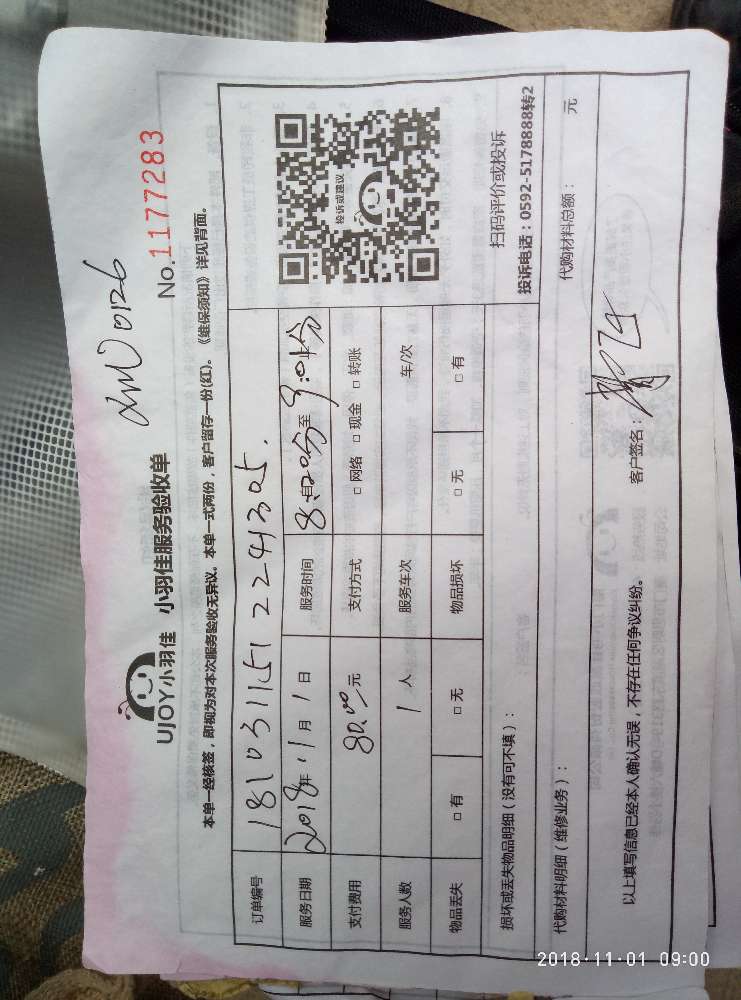 XMJ0126
UJOY小羽佳 小羽佳服务验收单 No.1177283
本单一经核签，即视为对本次服务验收无异议。本单一式两份，客户留存一份(红)。《维保须知》详见背面。
订单编号 1810311512241305.
服务日期 2018年11月1日 服务时间 8:20分至9:01分
支付费用 80.00元 支付方式 □网络 □现金 □转账
服务人数 1 人 服务车次 车/次
物品丢失 □有 □无 物品损坏 □无 □有
投诉或建议
扫码评价或投诉
投诉电话：0592-5178888转2
损坏或丢失物品明细（没有可不填）：
代购材料明细（维修业务）： 代购材料总额： 元
以上填写信息已经本人确认无误，不存在任何争议纠纷。 客户签名：
2018·11·01 09:00